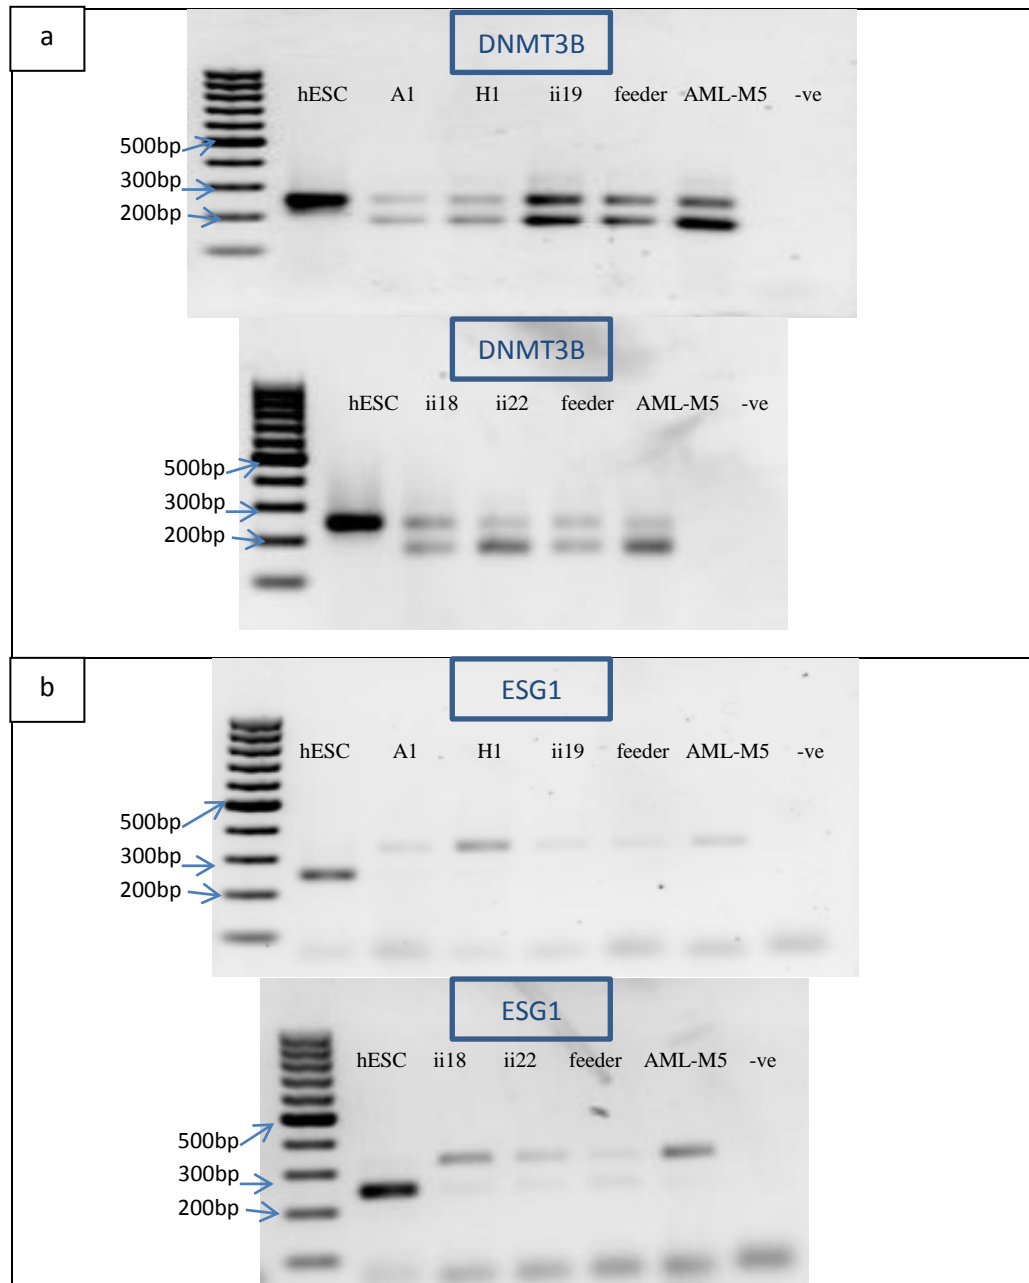 a
DNMT3B
hESC A1 H1 ii19 feeder AML-M5 -ve
500bp
300bp
200bp
DNMT3B
hESC ii18 ii22 feeder AML-M5 -ve
500bp
300bp
200bp
b
ESG1
hESC A1 H1 ii19 feeder AML-M5 -ve
500bp
300bp
200bp
ESG1
hESC ii18 ii22 feeder AML-M5 -ve
500bp
300bp
200bp